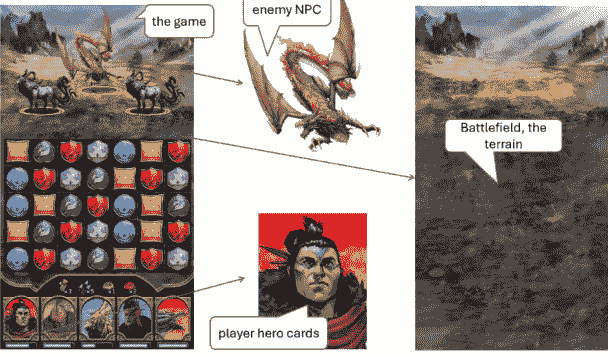 the game
enemy NPC
Battlefield, the
terrain
player hero cards